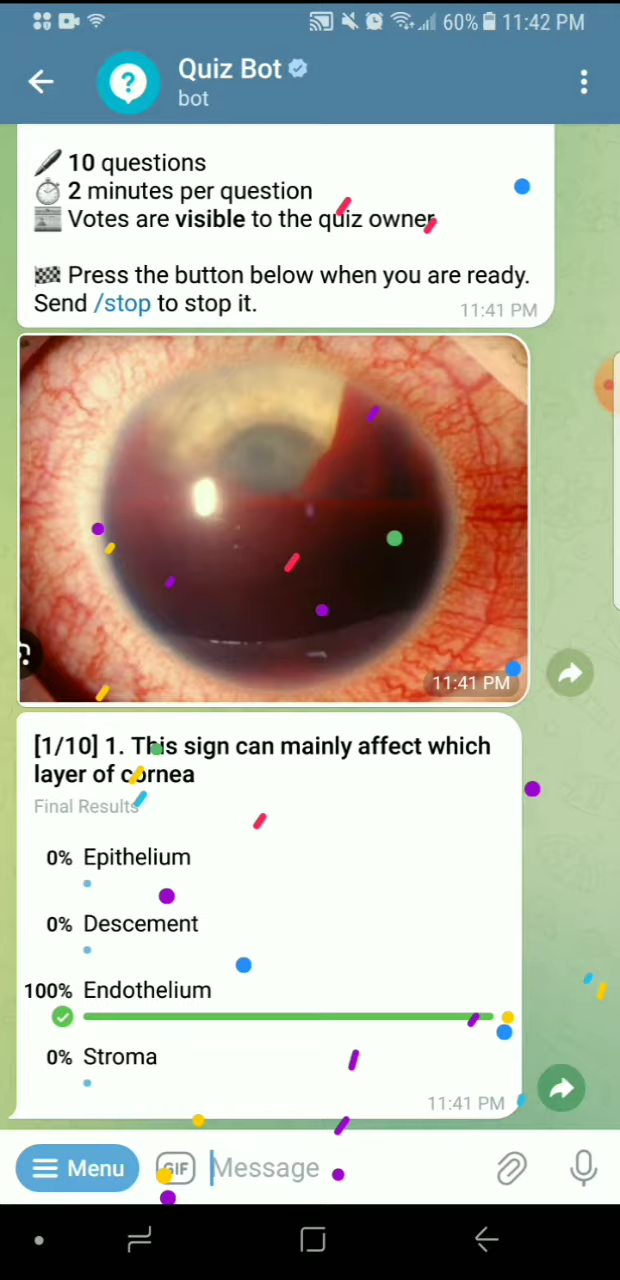 60% 11:42 PM
Quiz Bot
bot
10 questions
2 minutes per question
Votes are visible to the quiz owner
Press the button below when you are ready.
Send /stop to stop it.
11:41 PM
11:41 PM
[1/10] 1. This sign can mainly affect which
layer of cornea
Final Results
0% Epithelium
0% Descement
100% Endothelium
0% Stroma
11:41 PM
Menu
GIF
Message